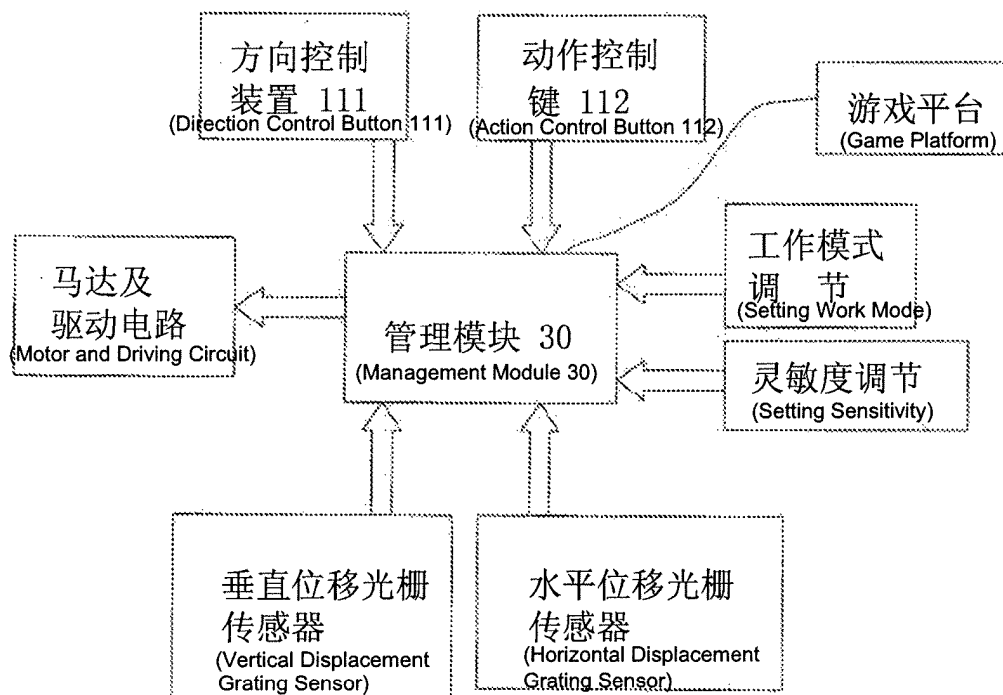 方向控制
装置 111
(Direction Control Button 111)
动作控制
键 112
(Action Control Button 112)
游戏平台
(Game Platform)
马达及
驱动电路
(Motor and Driving Circuit)
管理模块 30
(Management Module 30)
工作模式
调 节
(Setting Work Mode)
灵敏度调节
(Setting Sensitivity)
垂直位移光栅
传感器
(Vertical Displacement
Grating Sensor)
水平位移光栅
传感器
(Horizontal Displacement
Grating Sensor)